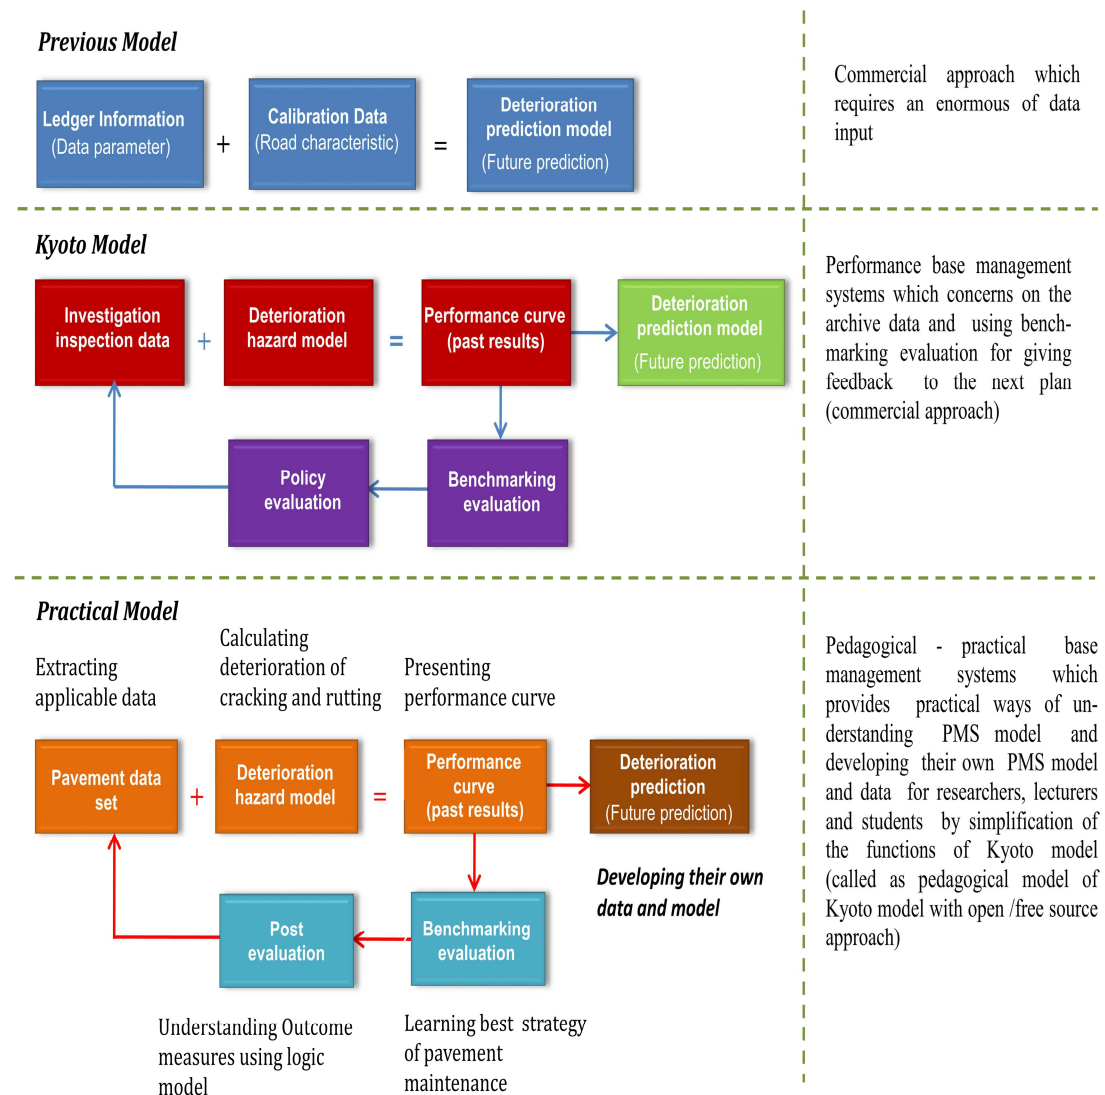 Previous Model
Ledger Information
(Data parameter)
+
Calibration Data
(Road characteristic)
=
Deterioration
prediction model
(Future prediction)
Commercial approach which
requires an enormous of data
input
Kyoto Model
Investigation
inspection data
+
Deterioration
hazard model
=
Performance curve
(past results)
Deterioration
prediction model
(Future prediction)
Policy
evaluation
Benchmarking
evaluation
Performance base management
systems which concerns on the
archive data and using bench-
marking evaluation for giving
feedback to the next plan
(commercial approach)
Practical Model
Extracting
applicable data
Calculating
deterioration of
cracking and rutting
Presenting
performance curve
Pavement data
set
+
Deterioration
hazard model
=
Performance
curve
(past results)
Deterioration
prediction
(Future prediction)
Developing their own
data and model
Post
evaluation
Benchmarking
evaluation
Understanding Outcome
measures using logic
model
Learning best strategy
of pavement
maintenance
Pedagogical - practical base
management systems which
provides practical ways of un-
derstanding PMS model and
developing their own PMS model
and data for researchers, lecturers
and students by simplification of
the functions of Kyoto model
(called as pedagogical model of
Kyoto model with open /free source
approach)